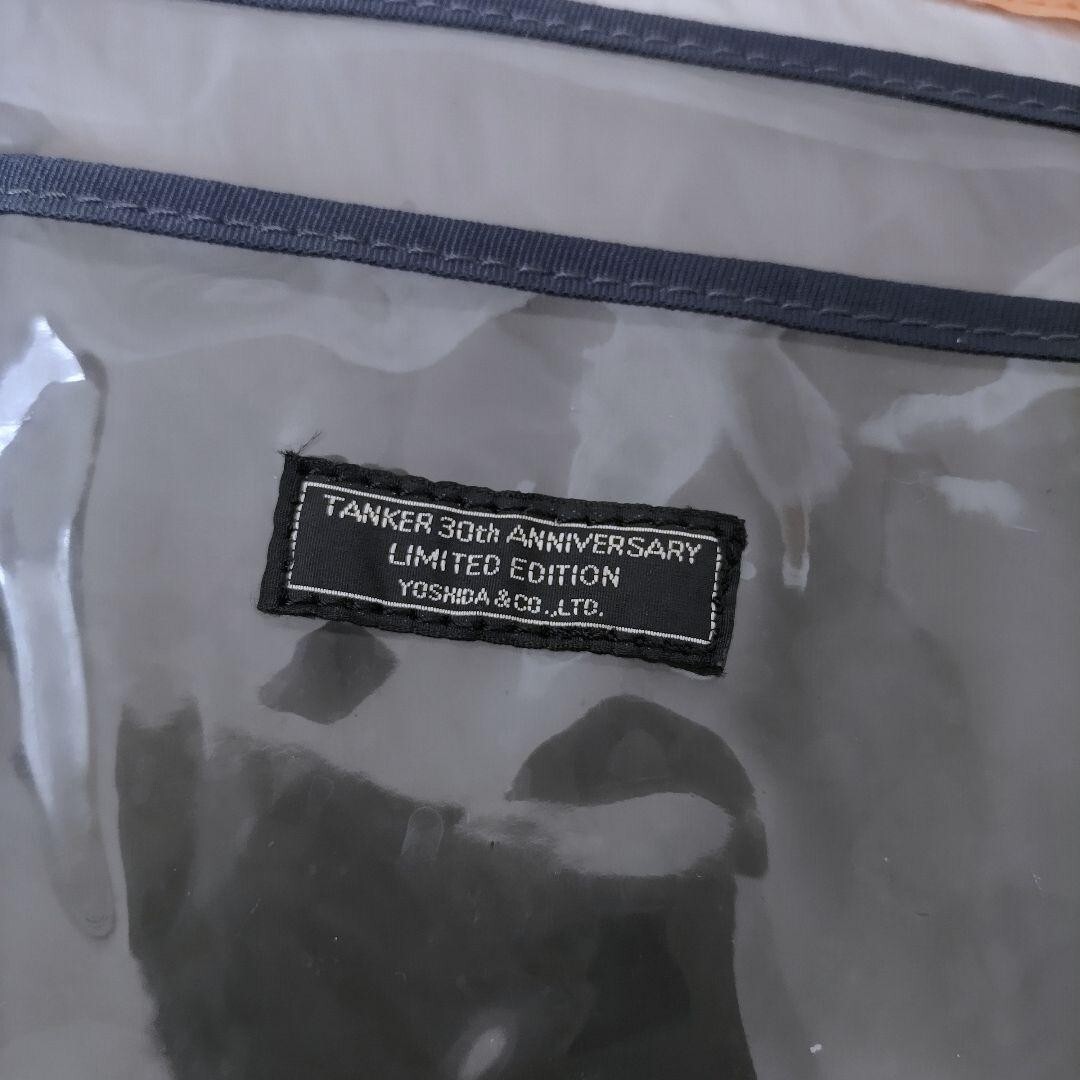 TANKER 30th ANNIVERSARY
LIMITED EDITION
YOSHIDA & CO.,LTD.